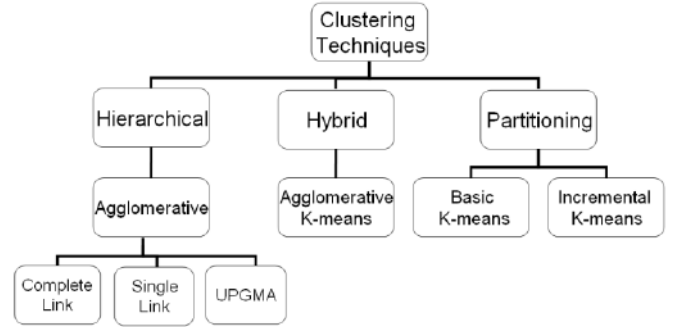 Clustering
Techniques
Hierarchical
Hybrid
Partitioning
Agglomerative
Agglomerative
K-means
Basic
K-means
Incremental
K-means
Complete
Link
Single
Link
UPGMA